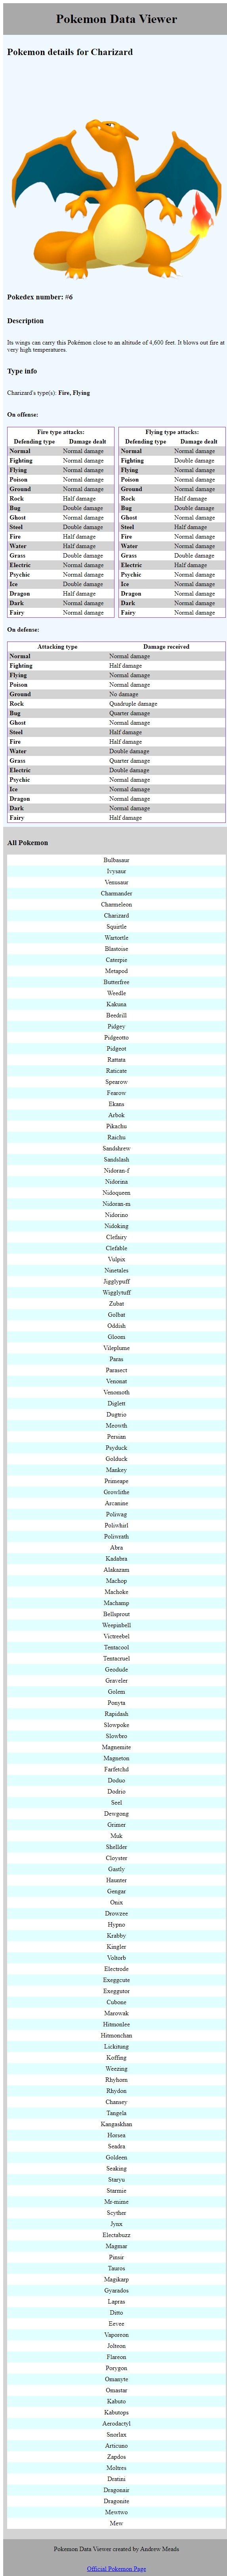 Pokemon Data Viewer
Pokemon details for Charizard
Pokedex number: #6
Description
Its wings can carry this Pokémon close to an altitude of 4,600 feet. It blows out fire at
very high temperatures.
Type info
Charizard's type(s): Fire, Flying
On offense:
Fire type attacks:
Defending type Damage dealt
Normal Normal damage
Fighting Normal damage
Flying Normal damage
Poison Normal damage
Ground Normal damage
Rock Half damage
Bug Double damage
Ghost Normal damage
Steel Double damage
Fire Half damage
Water Half damage
Grass Double damage
Electric Normal damage
Psychic Normal damage
Ice Double damage
Dragon Half damage
Dark Normal damage
Fairy Normal damage
Flying type attacks:
Defending type Damage dealt
Normal Normal damage
Fighting Double damage
Flying Normal damage
Poison Normal damage
Ground Normal damage
Rock Half damage
Bug Double damage
Ghost Normal damage
Steel Half damage
Fire Normal damage
Water Normal damage
Grass Double damage
Electric Half damage
Psychic Normal damage
Ice Normal damage
Dragon Normal damage
Dark Normal damage
Fairy Normal damage
On defense:
Attacking type Damage received
Normal Normal damage
Fighting Half damage
Flying Normal damage
Poison Normal damage
Ground No damage
Rock Quadruple damage
Bug Quarter damage
Ghost Normal damage
Steel Half damage
Fire Half damage
Water Double damage
Grass Quarter damage
Electric Double damage
Psychic Normal damage
Ice Normal damage
Dragon Normal damage
Dark Normal damage
Fairy Half damage
All Pokemon
Bulbasaur
Ivysaur
Venusaur
Charmander
Charmeleon
Charizard
Squirtle
Wartortle
Blastoise
Caterpie
Metapod
Butterfree
Weedle
Kakuna
Beedrill
Pidgey
Pidgeotto
Pidgeot
Rattata
Raticate
Spearow
Fearow
Ekans
Arbok
Pikachu
Raichu
Sandshrew
Sandslash
Nidoran-f
Nidorina
Nidoqueen
Nidoran-m
Nidorino
Nidoking
Clefairy
Clefable
Vulpix
Ninetales
Jigglypuff
Wigglytuff
Zubat
Golbat
Oddish
Gloom
Vileplume
Paras
Parasect
Venonat
Venomoth
Diglett
Dugtrio
Meowth
Persian
Psyduck
Golduck
Mankey
Primeape
Growlithe
Arcanine
Poliwag
Poliwhirl
Poliwrath
Abra
Kadabra
Alakazam
Machop
Machoke
Machamp
Bellsprout
Weepinbell
Victreebel
Tentacool
Tentacruel
Geodude
Graveler
Golem
Ponyta
Rapidash
Slowpoke
Slowbro
Magnemite
Magneton
Farfetchd
Doduo
Dodrio
Seel
Dewgong
Grimer
Muk
Shellder
Cloyster
Gastly
Haunter
Gengar
Onix
Drowzee
Hypno
Krabby
Kingler
Voltorb
Electrode
Exeggcute
Exeggutor
Cubone
Marowak
Hitmonlee
Hitmonchan
Lickitung
Koffing
Weezing
Rhyhorn
Rhydon
Chansey
Tangela
Kangaskhan
Horsea
Seadra
Goldeen
Seaking
Staryu
Starmie
Mr-mime
Scyther
Jynx
Electabuzz
Magmar
Pinsir
Tauros
Magikarp
Gyarados
Lapras
Ditto
Eevee
Vaporeon
Jolteon
Flareon
Porygon
Omanyte
Omastar
Kabuto
Kabutops
Aerodactyl
Snorlax
Articuno
Zapdos
Moltres
Dratini
Dragonair
Dragonite
Mewtwo
Mew
Pokemon Data Viewer created by Andrew Meads
Official Pokemon Page